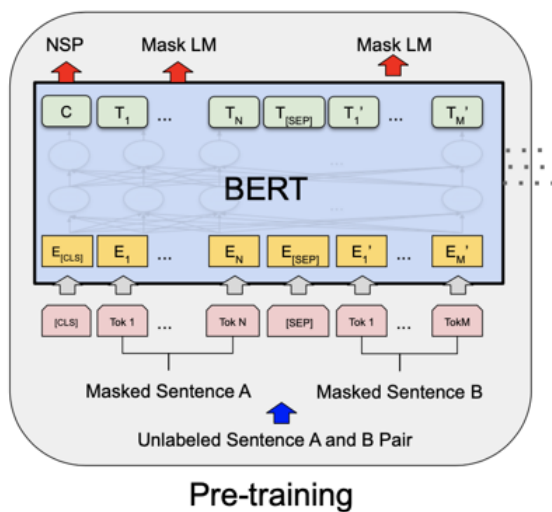 NSP Mask LM Mask LM
C T1 ... TN T[SEP] T1' ... TM'
...
BERT
...
E[CLS] E1 ... EN E[SEP] E1' ... EM'
[CLS] Tok 1 ... Tok N [SEP] Tok 1 ... TokM
Masked Sentence A Masked Sentence B
Unlabeled Sentence A and B Pair
Pre-training